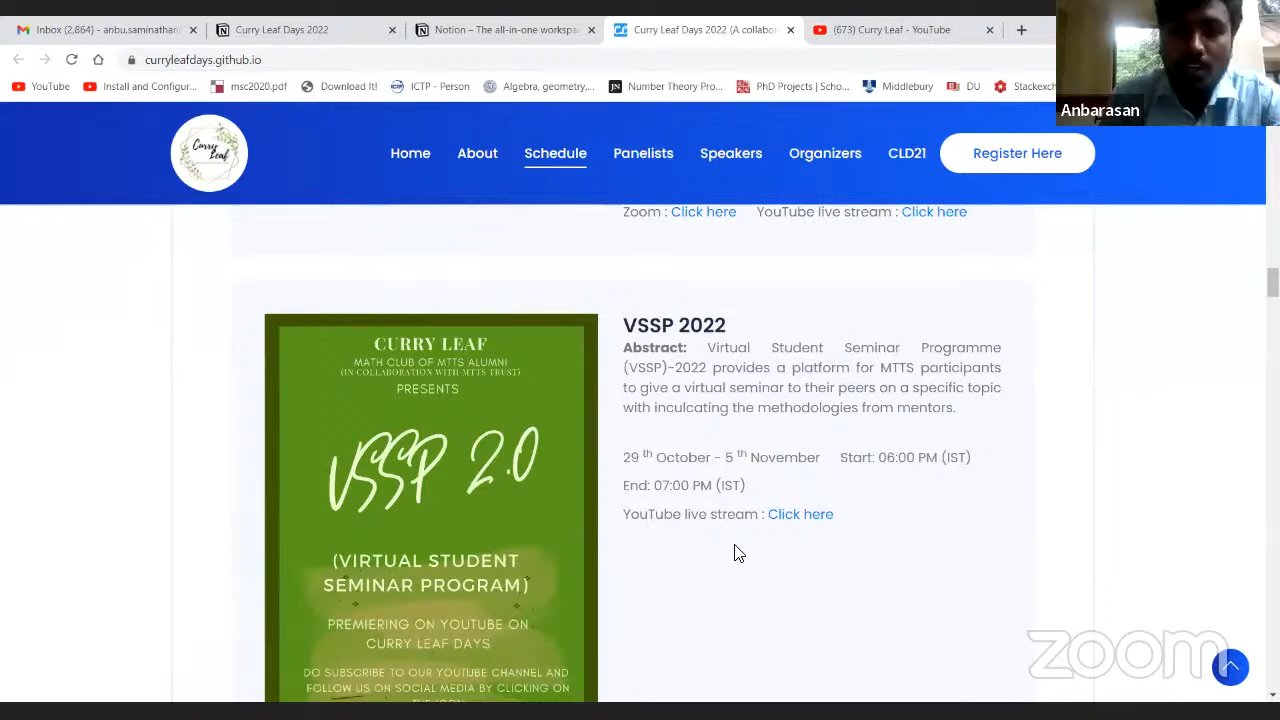 Inbox (2,864) - anbu.saminathan
Curry Leaf Days 2022
Notion – The all-in-one workspa
Curry Leaf Days 2022 (A collabor
(673) Curry Leaf - YouTube
curryleafdays.github.io
YouTube
Install and Configur...
msc2020.pdf
Download It!
ICTP - Person
Algebra, geometry,...
Number Theory Pro...
PhD Projects | Scho...
Middlebury
DU
Stackexch
Anbarasan
Curry Leaf
Home
About
Schedule
Panelists
Speakers
Organizers
CLD21
Register Here
Zoom : Click here YouTube live stream : Click here
CURRY LEAF
MATH CLUB OF MTTS ALUMNI
(IN COLLABORATION WITH MTTS TRUST)
PRESENTS
VSSP 2.0
(VIRTUAL STUDENT
SEMINAR PROGRAM)
PREMIERING ON YOUTUBE ON
CURRY LEAF DAYS
DO SUBSCRIBE TO OUR YOUTUBE CHANNEL AND
FOLLOW US ON SOCIAL MEDIA BY CLICKING ON
VSSP 2022
Abstract: Virtual Student Seminar Programme
(VSSP)-2022 provides a platform for MTTS participants
to give a virtual seminar to their peers on a specific topic
with inculcating the methodologies from mentors.
29 th October - 5 th November Start: 06:00 PM (IST)
End: 07:00 PM (IST)
YouTube live stream : Click here
zoom